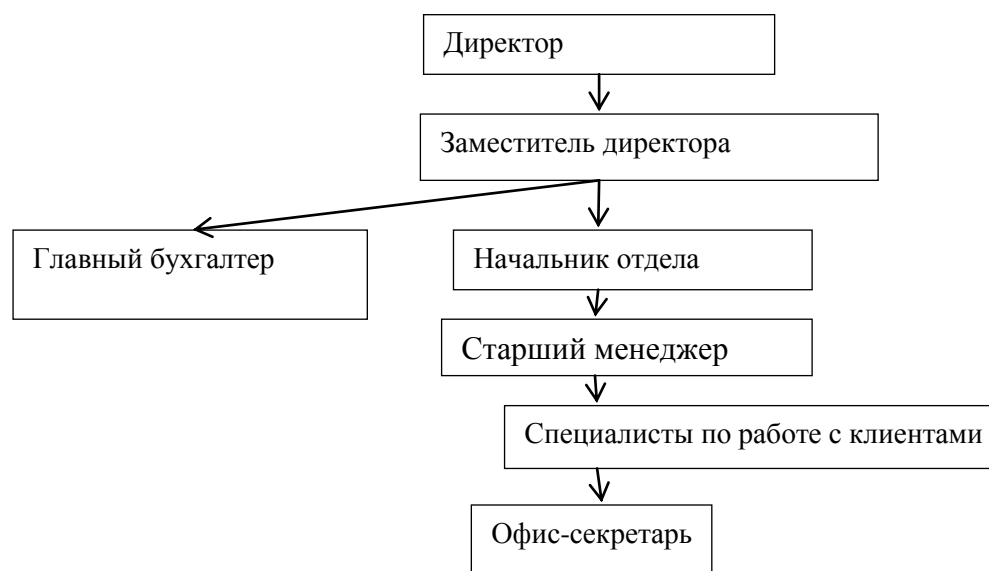 Директор
Заместитель директора
Главный бухгалтер
Начальник отдела
Старший менеджер
Специалисты по работе с клиентами
Офис-секретарь